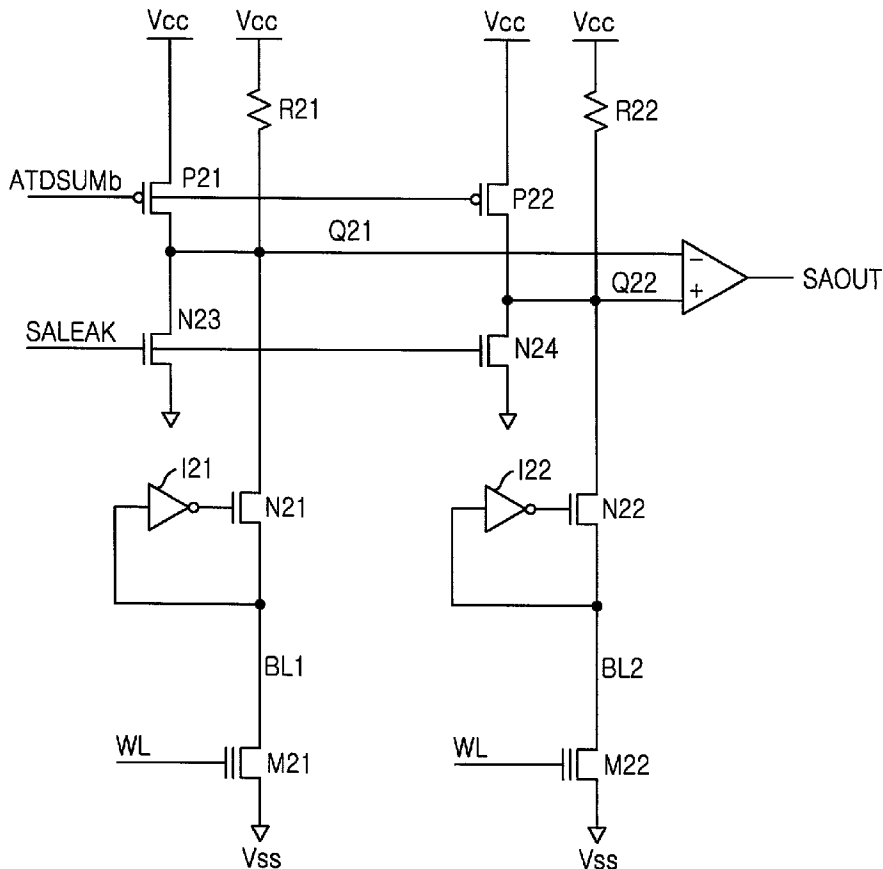 Vcc Vcc Vcc Vcc
R21 R22
ATDSUMb P21 P22
Q21
Q22 SAOUT
−
+
SALEAK N23 N24
I21 I22
N21 N22
BL1 BL2
WL M21 WL M22
Vss Vss